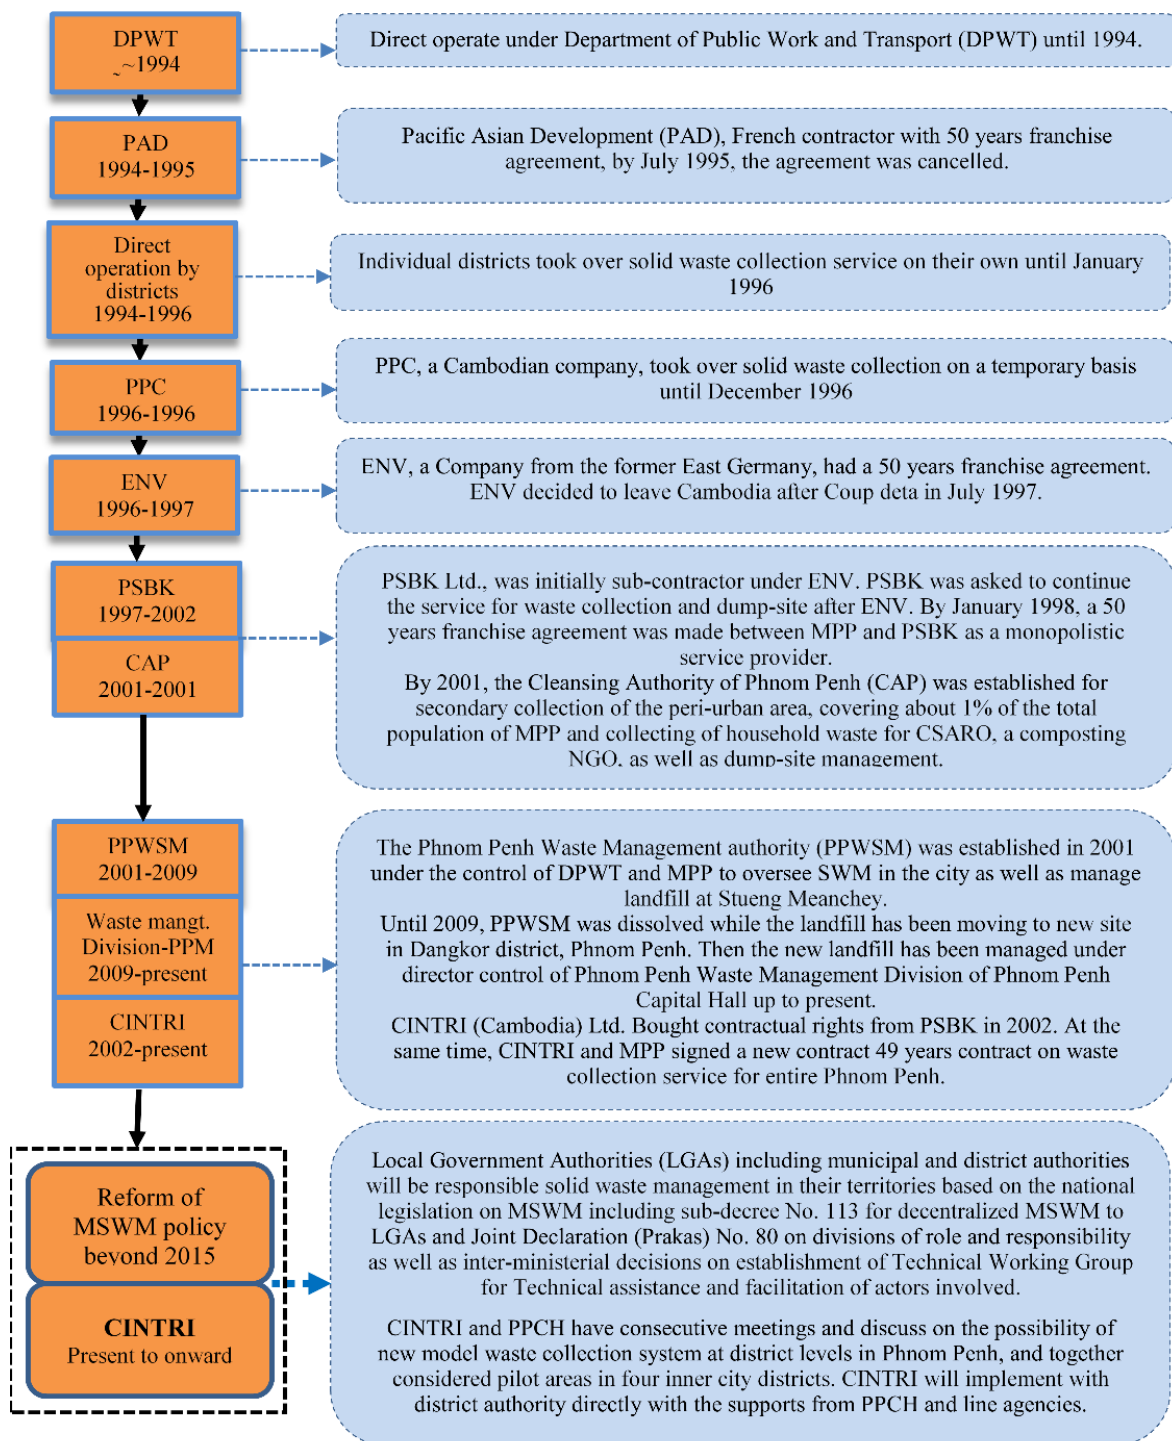 DPWT
~~1994
Direct operate under Department of Public Work and Transport (DPWT) until 1994.
PAD
1994-1995
Pacific Asian Development (PAD), French contractor with 50 years franchise
agreement, by July 1995, the agreement was cancelled.
Direct
operation by
districts
1994-1996
Individual districts took over solid waste collection service on their own until January
1996
PPC
1996-1996
PPC, a Cambodian company, took over solid waste collection on a temporary basis
until December 1996
ENV
1996-1997
ENV, a Company from the former East Germany, had a 50 years franchise agreement.
ENV decided to leave Cambodia after Coup deta in July 1997.
PSBK
1997-2002
CAP
2001-2001
PSBK Ltd., was initially sub-contractor under ENV. PSBK was asked to continue
the service for waste collection and dump-site after ENV. By January 1998, a 50
years franchise agreement was made between MPP and PSBK as a monopolistic
service provider.
By 2001, the Cleansing Authority of Phnom Penh (CAP) was established for
secondary collection of the peri-urban area, covering about 1% of the total
population of MPP and collecting of household waste for CSARO, a composting
NGO, as well as dump-site management.
PPWSM
2001-2009
Waste mangt.
Division-PPM
2009-present
CINTRI
2002-present
The Phnom Penh Waste Management authority (PPWSM) was established in 2001
under the control of DPWT and MPP to oversee SWM in the city as well as manage
landfill at Stueng Meanchey.
Until 2009, PPWSM was dissolved while the landfill has been moving to new site
in Dangkor district, Phnom Penh. Then the new landfill has been managed under
director control of Phnom Penh Waste Management Division of Phnom Penh
Capital Hall up to present.
CINTRI (Cambodia) Ltd. Bought contractual rights from PSBK in 2002. At the
same time, CINTRI and MPP signed a new contract 49 years contract on waste
collection service for entire Phnom Penh.
Reform of
MSWM policy
beyond 2015
CINTRI
Present to onward
Local Government Authorities (LGAs) including municipal and district authorities
will be responsible solid waste management in their territories based on the national
legislation on MSWM including sub-decree No. 113 for decentralized MSWM to
LGAs and Joint Declaration (Prakas) No. 80 on divisions of role and responsibility
as well as inter-ministerial decisions on establishment of Technical Working Group
for Technical assistance and facilitation of actors involved.
CINTRI and PPCH have consecutive meetings and discuss on the possibility of
new model waste collection system at district levels in Phnom Penh, and together
considered pilot areas in four inner city districts. CINTRI will implement with
district authority directly with the supports from PPCH and line agencies.